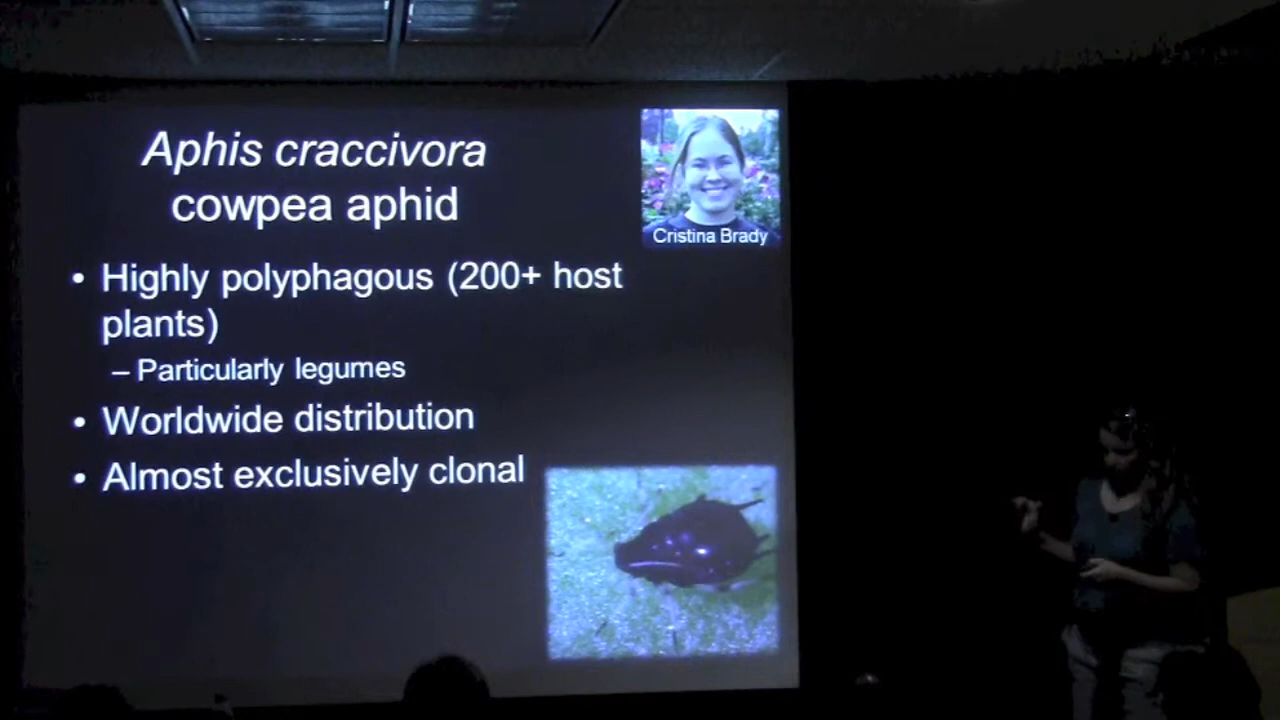 Aphis craccivora
cowpea aphid
Cristina Brady
• Highly polyphagous (200+ host
plants)
– Particularly legumes
• Worldwide distribution
• Almost exclusively clonal